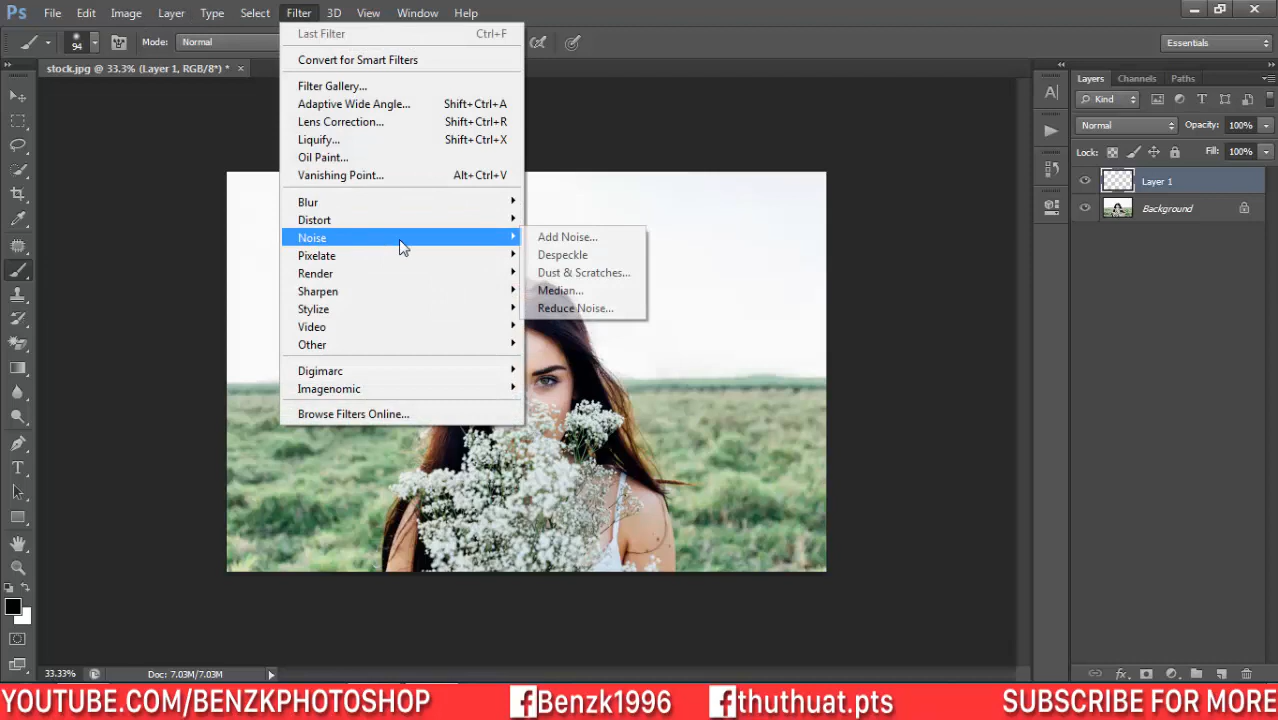 Ps File Edit Image Layer Type Select Filter 3D View Window Help
94 Mode: Normal Essentials
stock.jpg @ 33.3% (Layer 1, RGB/8*) * ×
Last Filter Ctrl+F
Convert for Smart Filters
Filter Gallery...
Adaptive Wide Angle... Shift+Ctrl+A
Lens Correction... Shift+Ctrl+R
Liquify... Shift+Ctrl+X
Oil Paint...
Vanishing Point... Alt+Ctrl+V
Blur
Distort
Noise
Pixelate
Render
Sharpen
Stylize
Video
Other
Digimarc
Imagenomic
Browse Filters Online...
Add Noise...
Despeckle
Dust & Scratches...
Median...
Reduce Noise...
Layers Channels Paths
Kind
Normal Opacity: 100%
Lock: Fill: 100%
Layer 1
Background
33.33% Doc: 7.03M/7.03M
YOUTUBE.COM/BENZKPHOTOSHOP Benzk1996 thuthuat.pts SUBSCRIBE FOR MORE